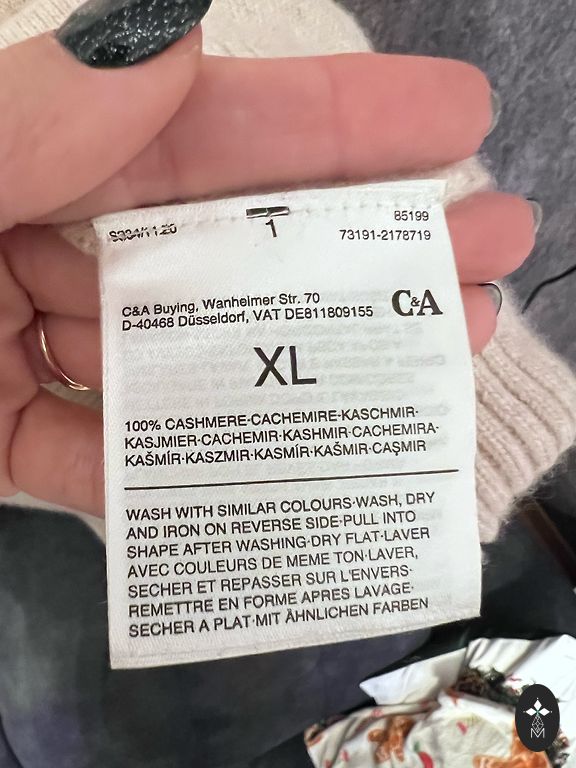 S304/11.20
1
85199
73191-2178719
C&A Buying, Wanheimer Str. 70
D-40468 Düsseldorf, VAT DE811809155
C&A
XL
100% CASHMERE·CACHEMIRE·KASCHMIR·
KASJMIER·CACHEMIR·KASHMIR·CACHEMIRA·
KAŠMÍR·KASZMIR·KASMÍR·KAŠMIR·CAŞMIR
WASH WITH SIMILAR COLOURS·WASH, DRY
AND IRON ON REVERSE SIDE·PULL INTO
SHAPE AFTER WASHING·DRY FLAT·LAVER
AVEC COULEURS DE MEME TON·LAVER,
SECHER ET REPASSER SUR L'ENVERS·
REMETTRE EN FORME APRES LAVAGE·
SECHER A PLAT·MIT ÄHNLICHEN FARBEN
M